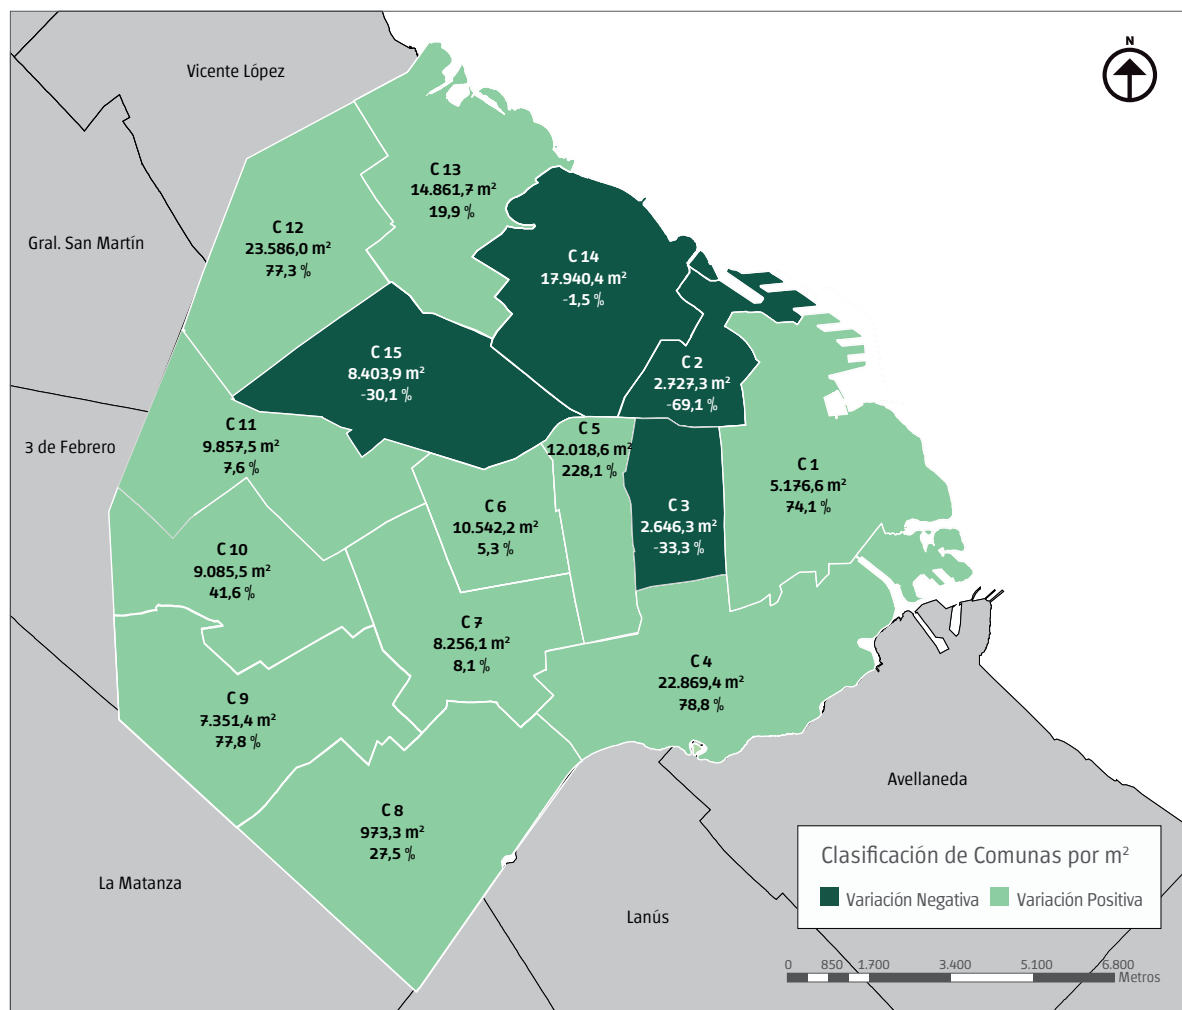 N
Vicente López
C 13
14.861,7 m²
19,9 %
C 12
23.586,0 m²
77,3 %
Gral. San Martín
C 14
17.940,4 m²
-1,5 %
C 15
8.403,9 m²
-30,1 %
C 2
2.727,3 m²
-69,1 %
C 11
9.857,5 m²
7,6 %
3 de Febrero
C 5
12.018,6 m²
228,1 %
C 1
5.176,6 m²
74,1 %
C 6
10.542,2 m²
5,3 %
C 3
2.646,3 m²
-33,3 %
C 10
9.085,5 m²
41,6 %
C 7
8.256,1 m²
8,1 %
C 4
22.869,4 m²
78,8 %
C 9
7.351,4 m²
77,8 %
C 8
973,3 m²
27,5 %
Avellaneda
La Matanza
Lanús
Clasificación de Comunas por m²
Variación Negativa
Variación Positiva
0 850 1.700 3.400 5.100 6.800
Metros